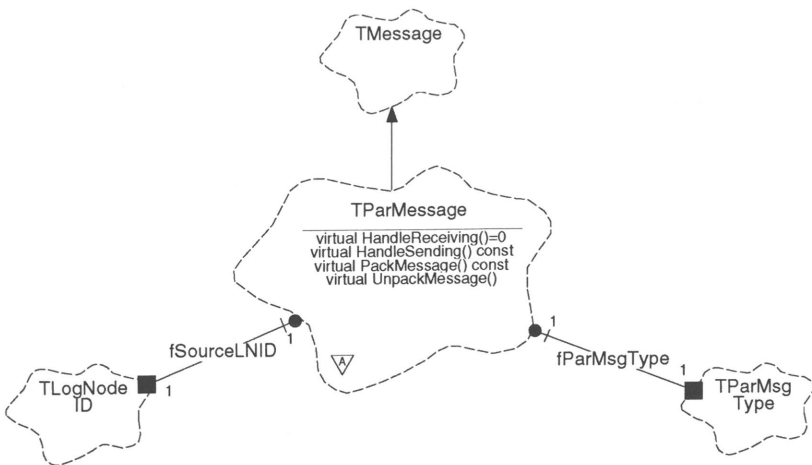 TMessage
TParMessage
virtual HandleReceiving()=0
virtual HandleSending() const
virtual PackMessage() const
virtual UnpackMessage()
1
1
fSourceLNID
A
fParMsgType
TLogNode
ID
1
1
TParMsg
Type